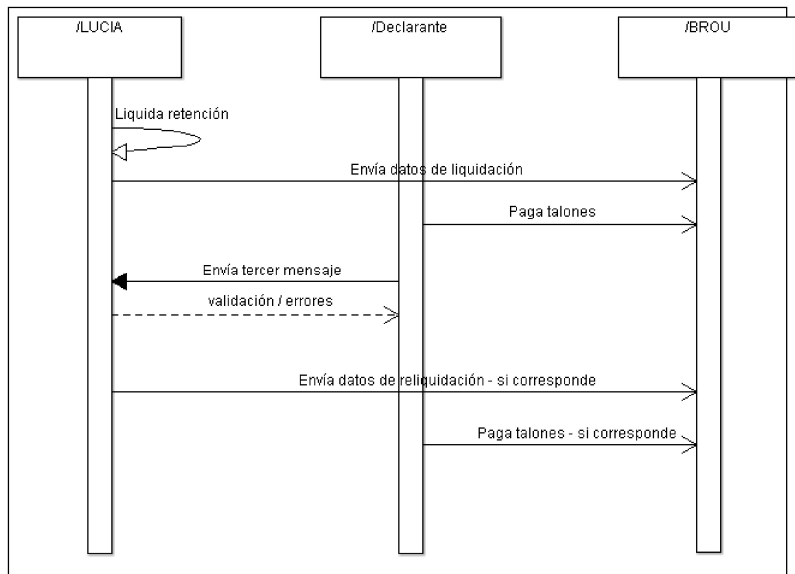 /LUCIA
/Declarante
/BROU
Liquida retención
Envía datos de liquidación
Paga talones
Envía tercer mensaje
validación / errores
Envía datos de reliquidación - si corresponde
Paga talones - si corresponde